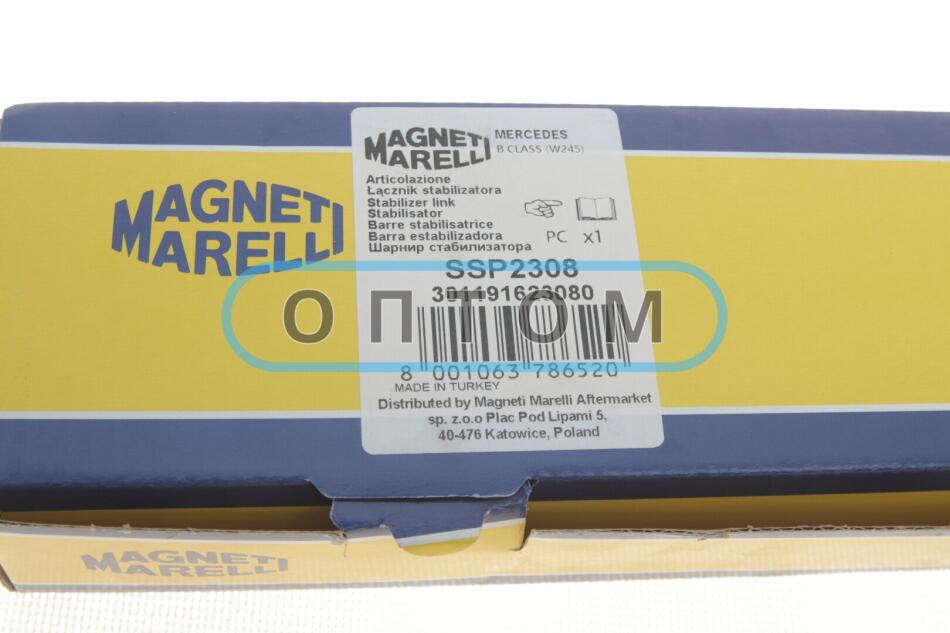 MAGNETI
MARELLI
MERCEDES
B CLASS (W245)
Articolazione
Łącznik stabilizatora
Stabilizer link
Stabilisator
Barre stabilisatrice
Barra estabilizadora
Шарнир стабилизатора
PC x1
MAGNETI
MARELLI
SSP2308
301191623080
ОПТОМ
8 001063 786520
MADE IN TURKEY
Distributed by Magneti Marelli Aftermarket
sp. z.o.o Plac Pod Lipami 5,
40-476 Katowice, Poland
MAGNETI
MARELLI